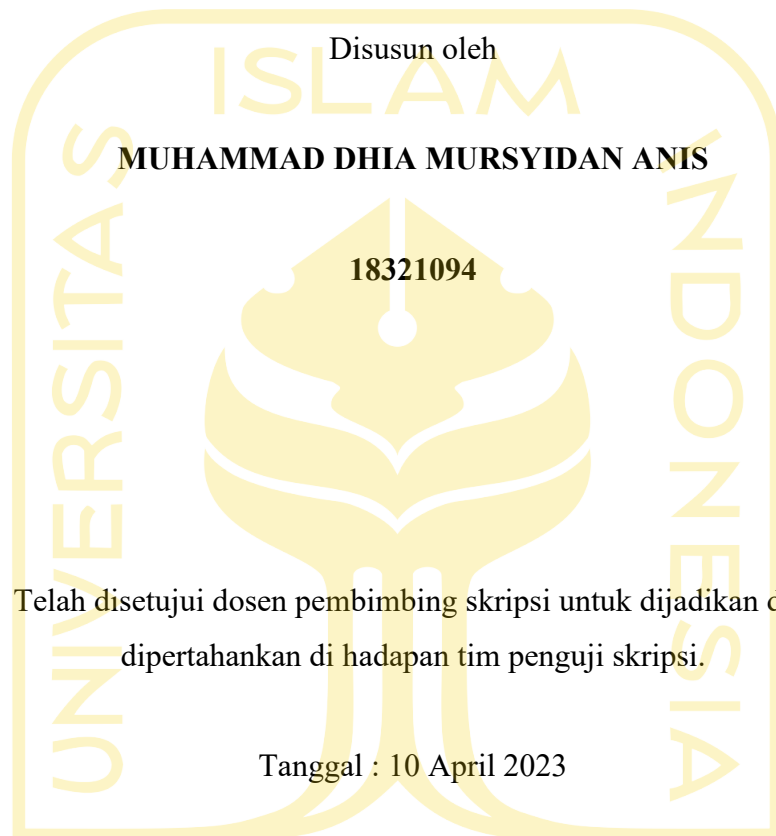 Disusun oleh
ISLAM
MUHAMMAD DHIA MURSYIDAN ANIS
UNIVERSITAS
INDONESIA
18321094
Telah disetujui dosen pembimbing skripsi untuk dijadikan d
dipertahankan di hadapan tim penguji skripsi.
Tanggal : 10 April 2023